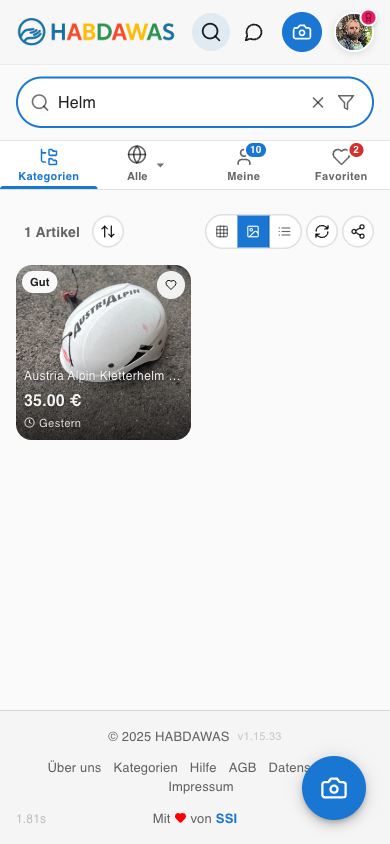 HABDAWAS
Helm
10
2
Kategorien
Alle
Meine
Favoriten
1 Artikel
Gut
AUSTRIALPIN
Austria Alpin Kletterhelm ...
35.00 €
Gestern
© 2025 HABDAWAS v1.15.33
Über uns Kategorien Hilfe AGB Datens
Impressum
1.81s
Mit ❤ von SSI